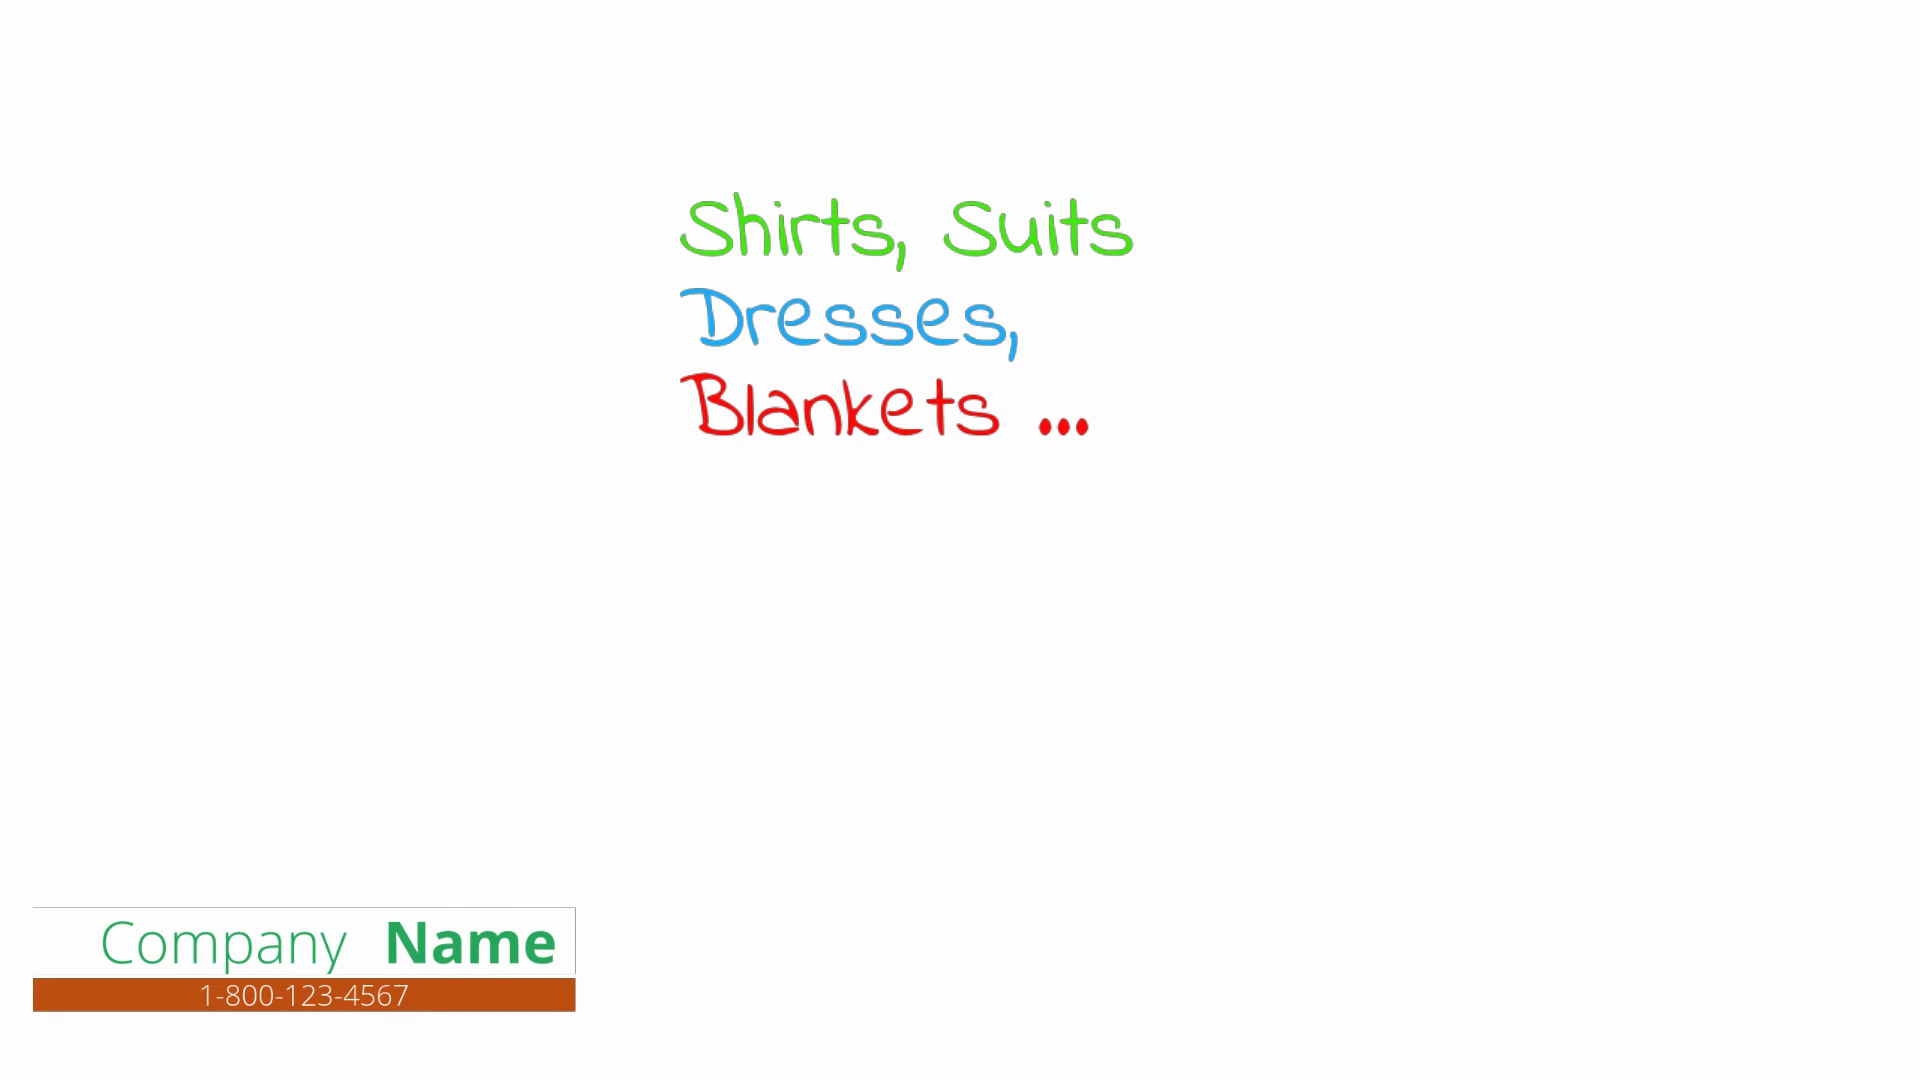 Shirts, Suits
Dresses,
Blankets ...
Company Name
1-800-123-4567